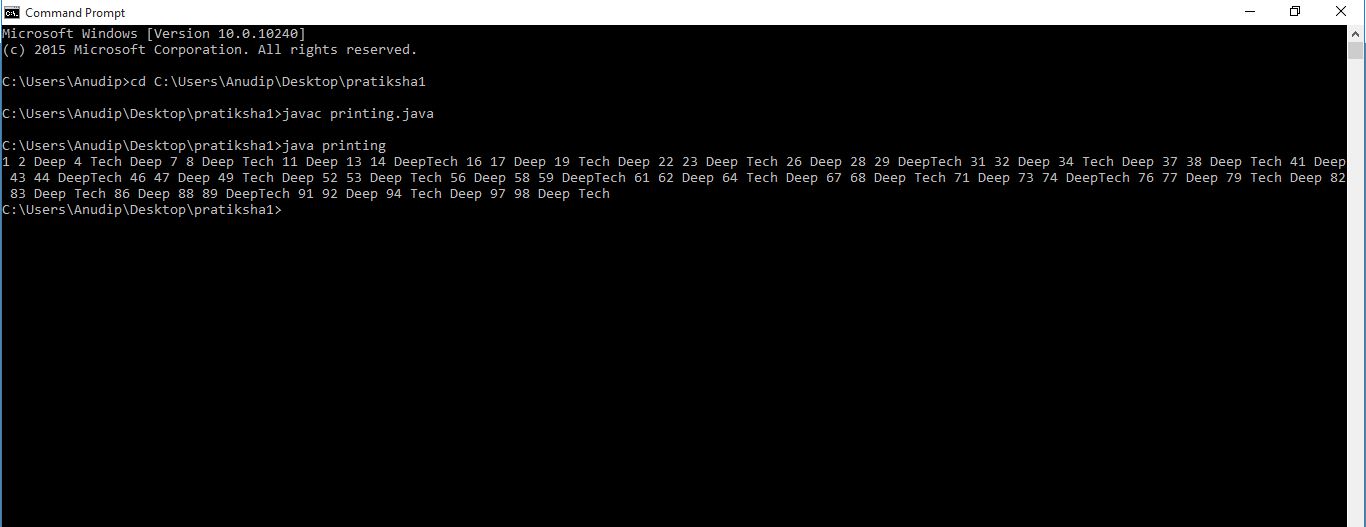 Command Prompt
Microsoft Windows [Version 10.0.10240]
(c) 2015 Microsoft Corporation. All rights reserved.
C:\Users\Anudip>cd C:\Users\Anudip\Desktop\pratiksha1
C:\Users\Anudip\Desktop\pratiksha1>javac printing.java
C:\Users\Anudip\Desktop\pratiksha1>java printing
1 2 Deep 4 Tech Deep 7 8 Deep Tech 11 Deep 13 14 DeepTech 16 17 Deep 19 Tech Deep 22 23 Deep Tech 26 Deep 28 29 DeepTech 31 32 Deep 34 Tech Deep 37 38 Deep Tech 41 Deep
43 44 DeepTech 46 47 Deep 49 Tech Deep 52 53 Deep Tech 56 Deep 58 59 DeepTech 61 62 Deep 64 Tech Deep 67 68 Deep Tech 71 Deep 73 74 DeepTech 76 77 Deep 79 Tech Deep 82
83 Deep Tech 86 Deep 88 89 DeepTech 91 92 Deep 94 Tech Deep 97 98 Deep Tech
C:\Users\Anudip\Desktop\pratiksha1>